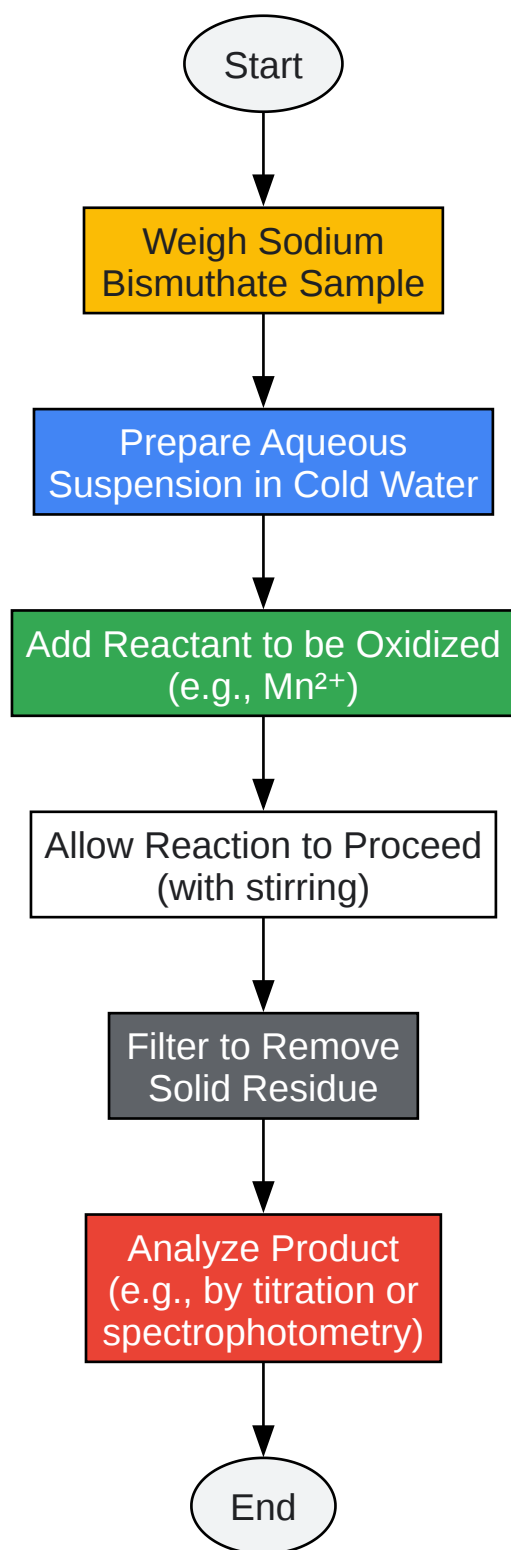 Start
Weigh Sodium
Bismuthate Sample
Prepare Aqueous
Suspension in Cold Water
Add Reactant to be Oxidized
(e.g., Mn²⁺)
Allow Reaction to Proceed
(with stirring)
Filter to Remove
Solid Residue
Analyze Product
(e.g., by titration or
spectrophotometry)
End